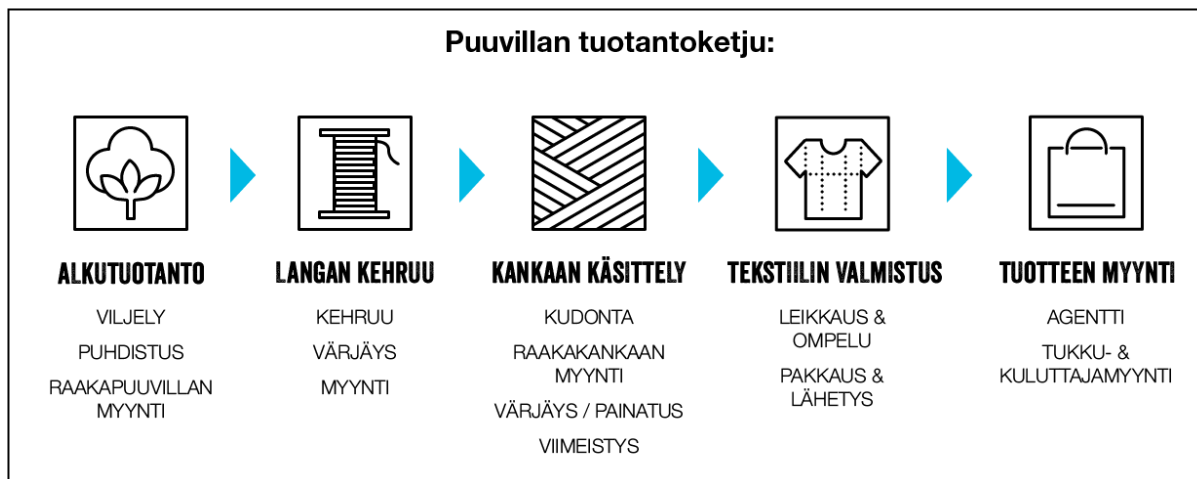 Puuvillan tuotantoketju:
ALKUTUOTANTO
VILJELY
PUHDISTUS
RAAKAPUUVILLAN
MYYNTI
LANGAN KEHRUU
KEHRUU
VÄRJÄYS
MYYNTI
KANKAAN KÄSITTELY
KUDONTA
RAAKAKANKAAN
MYYNTI
VÄRJÄYS / PAINATUS
VIIMEISTYS
TEKSTIILIN VALMISTUS
LEIKKAUS &
OMPELU
PAKKAUS &
LÄHETYS
TUOTTEEN MYYNTI
AGENTTI
TUKKU- &
KULUTTAJAMYYNTI